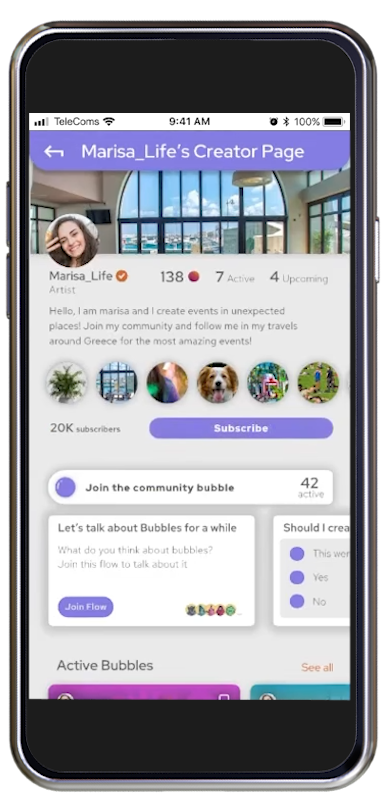 TeleComs 9:41 AM 100%
Marisa_Life's Creator Page
Marisa_Life 138 7 Active 4 Upcoming
Artist
Hello, I am marisa and I create events in unexpected
places! Join my community and follow me in my travels
around Greece for the most amazing events!
20K subscribers Subscribe
Join the community bubble 42
active
Let's talk about Bubbles for a while
What do you think about bubbles?
Join this flow to talk about it
Join Flow
Should I crea
This wer
Yes
No
Active Bubbles See all